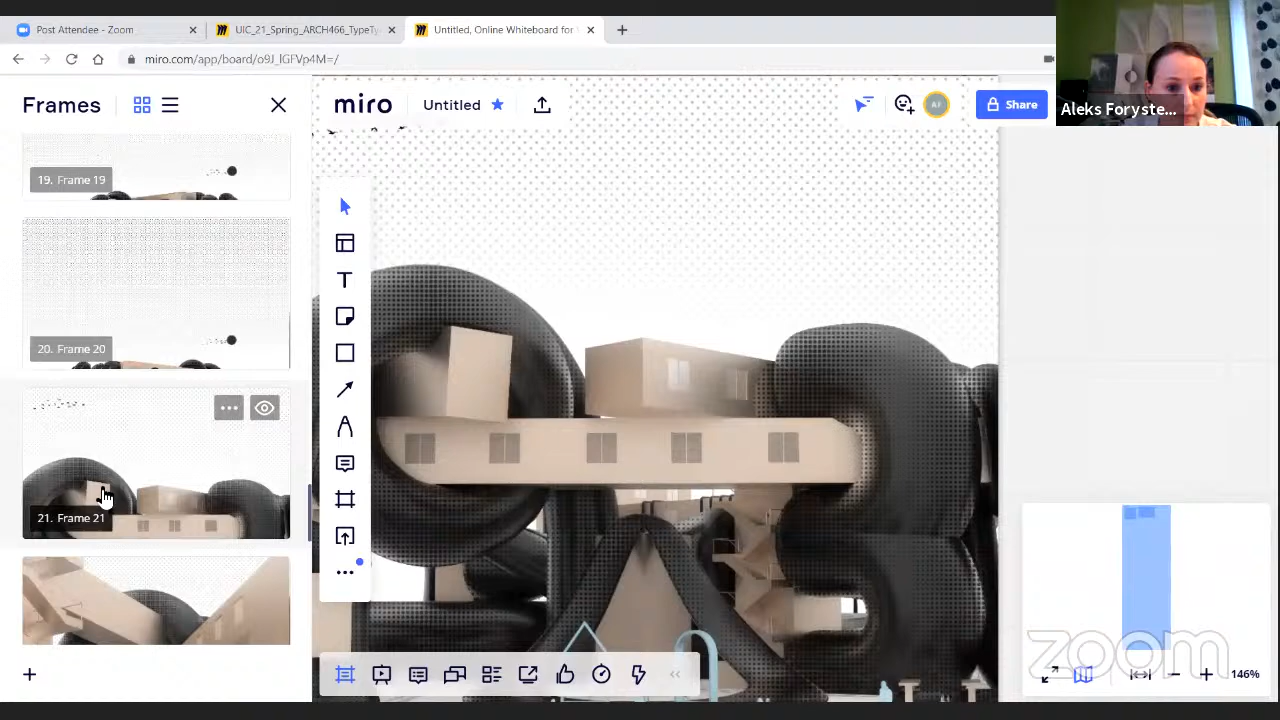 Post Attendee - Zoom
UIC_21_Spring_ARCH466_TypeTy
Untitled, Online Whiteboard for
miro.com/app/board/o9J_lGFVp4M=/
Aleks Foryste...
Frames
miro
Untitled
Share
19. Frame 19
20. Frame 20
21. Frame 21
T
zoom
146%